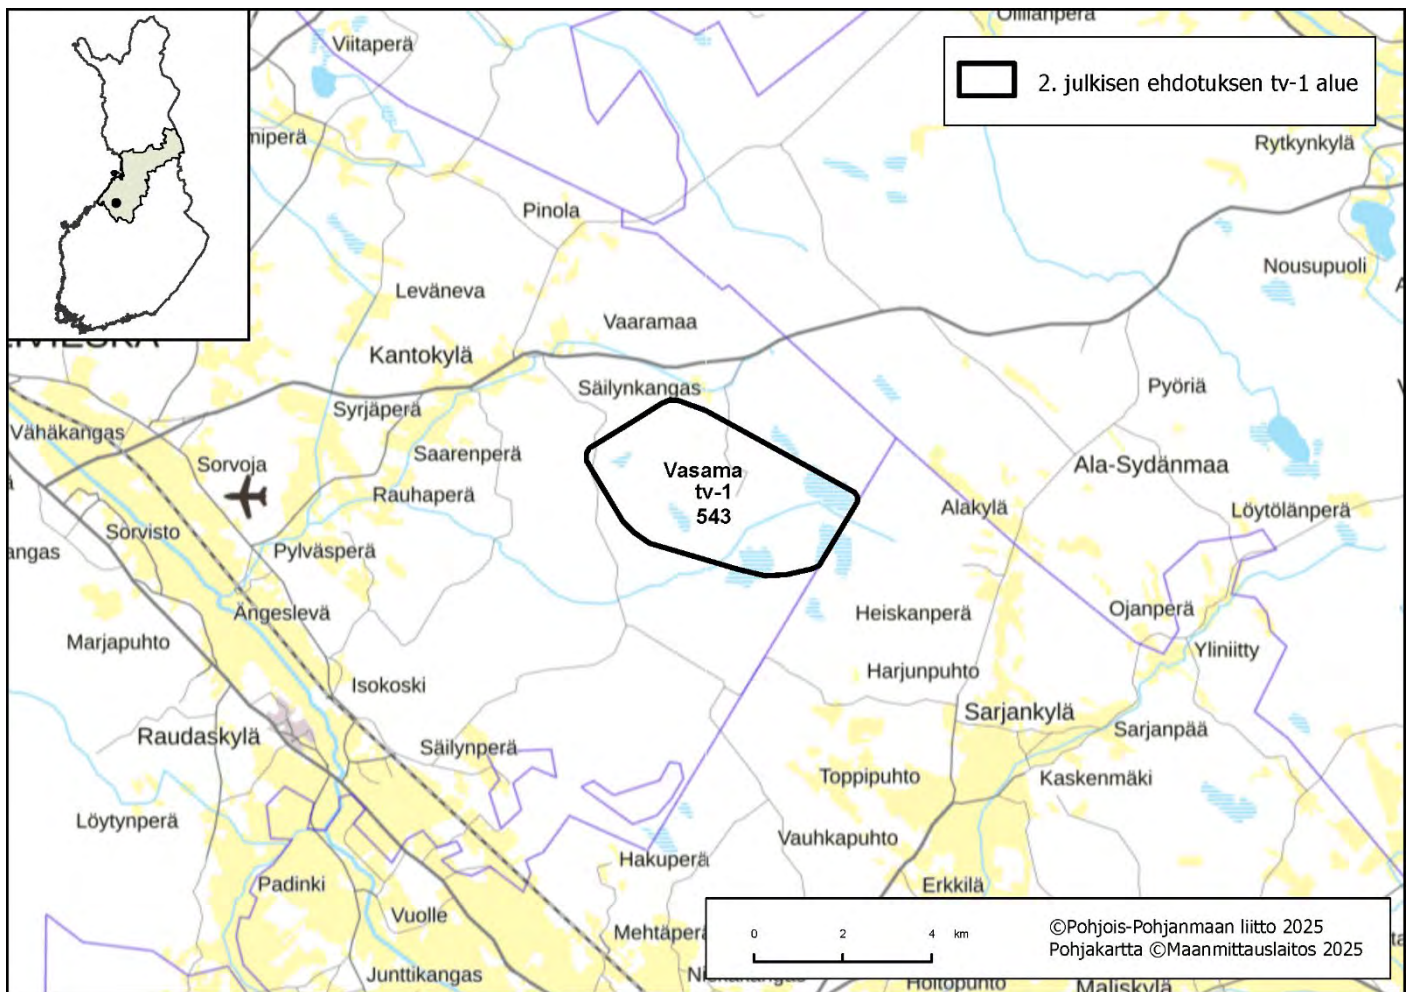 Ollilanperä
Viitaperä
2. julkisen ehdotuksen tv-1 alue
Rytkynkylä
Pinola
Nousupuoli
Leväneva
Vaaramaa
Kantokylä
Säilynkangas
Pyöriä
Syrjäperä
Vähäkangas
Saarenperä
Sorvoja
Vasama
tv-1
543
Ala-Sydänmaa
Rauhaperä
Alakylä
Löytölänperä
Sorvisto
Pylväsperä
angas
Ängeslevä
Heiskanperä
Ojanperä
Marjapuhto
Yliniitty
Harjunpuhto
Isokoski
Sarjankylä
Raudaskylä
Säilynperä
Sarjanpää
Toppipuhto
Kaskenmäki
Löytynperä
Vauhkapuhto
Hakuperä
Padinki
Erkkilä
Vuolle
Mehtäperä
0 2 4 km
©Pohjois-Pohjanmaan liitto 2025
Pohjakartta ©Maanmittauslaitos 2025
Junttikangas
Maliskylä